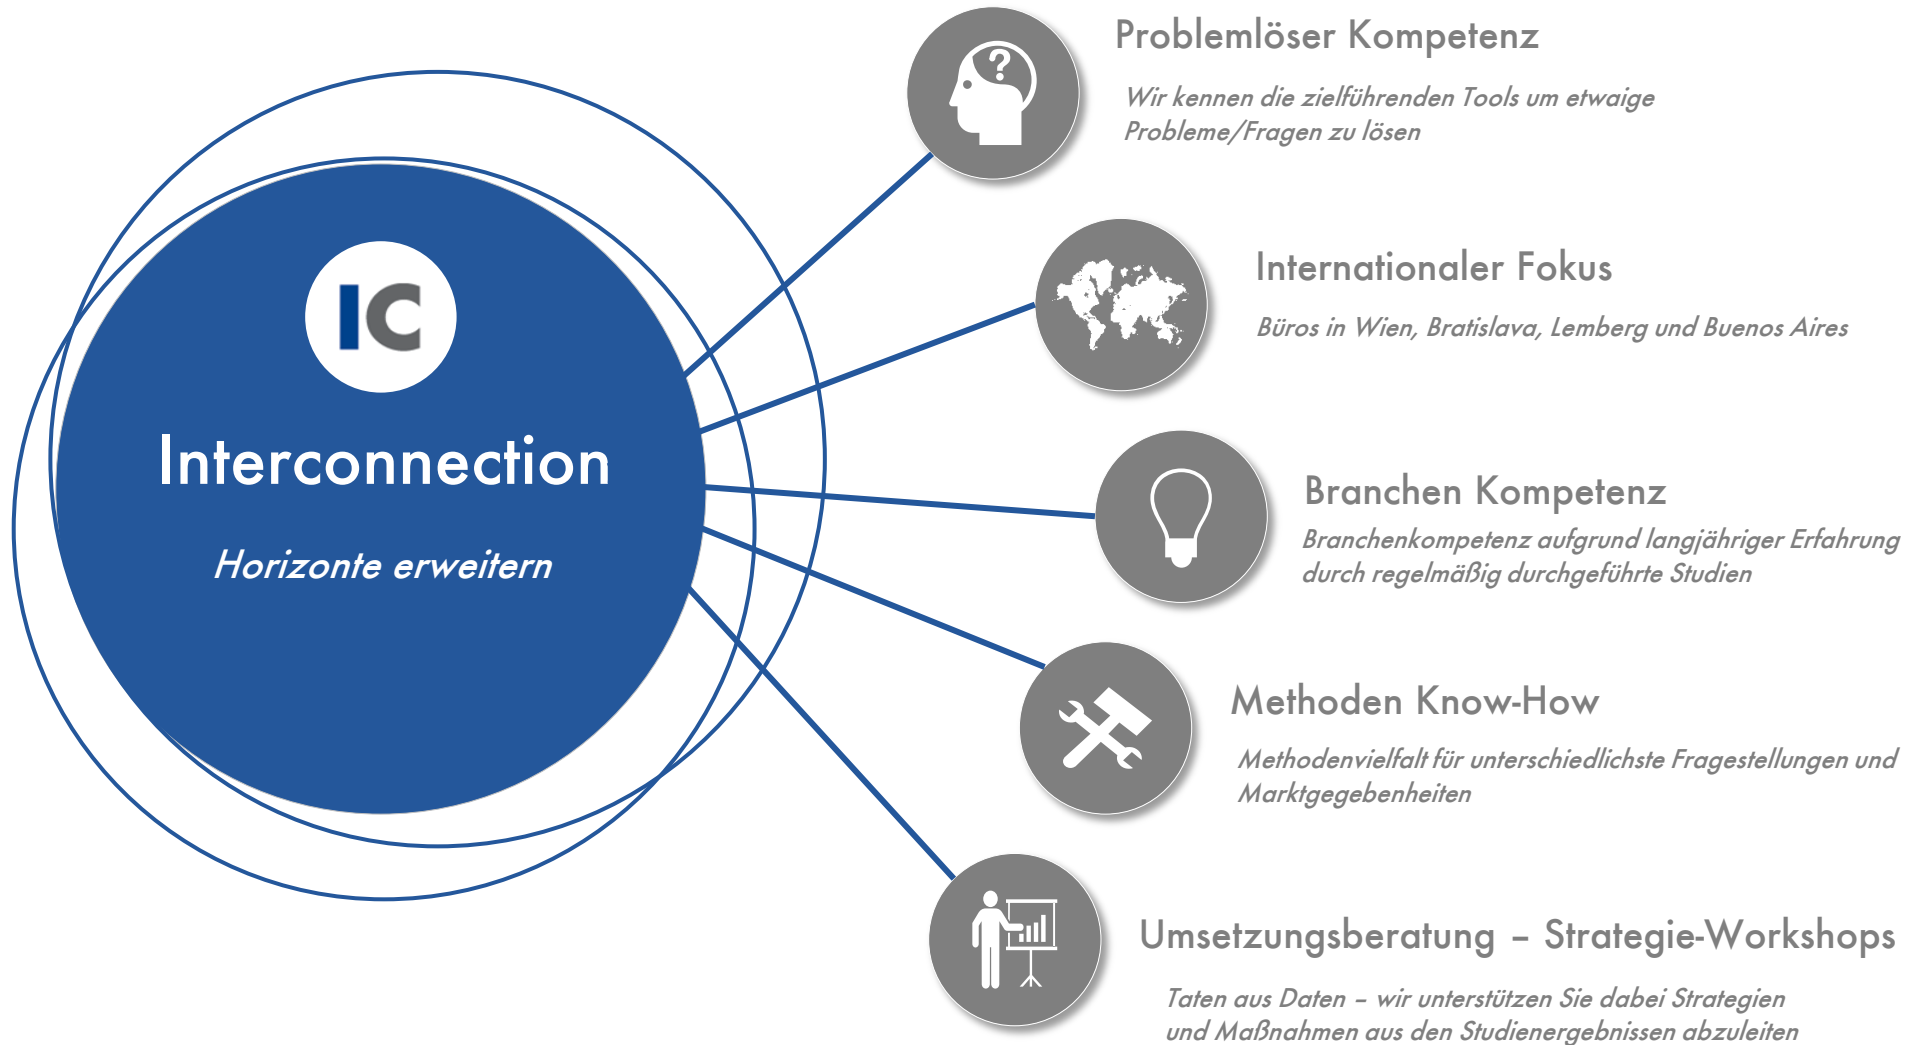 IC
Interconnection
Horizonte erweitern
Problemlöser Kompetenz
Wir kennen die zielführenden Tools um etwaige
Probleme/Fragen zu lösen
Internationaler Fokus
Büros in Wien, Bratislava, Lemberg und Buenos Aires
Branchen Kompetenz
Branchenkompetenz aufgrund langjähriger Erfahrung
durch regelmäßig durchgeführte Studien
Methoden Know-How
Methodenvielfalt für unterschiedlichste Fragestellungen und
Marktgegebenheiten
Umsetzungsberatung – Strategie-Workshops
Taten aus Daten – wir unterstützen Sie dabei Strategien
und Maßnahmen aus den Studienergebnissen abzuleiten
?